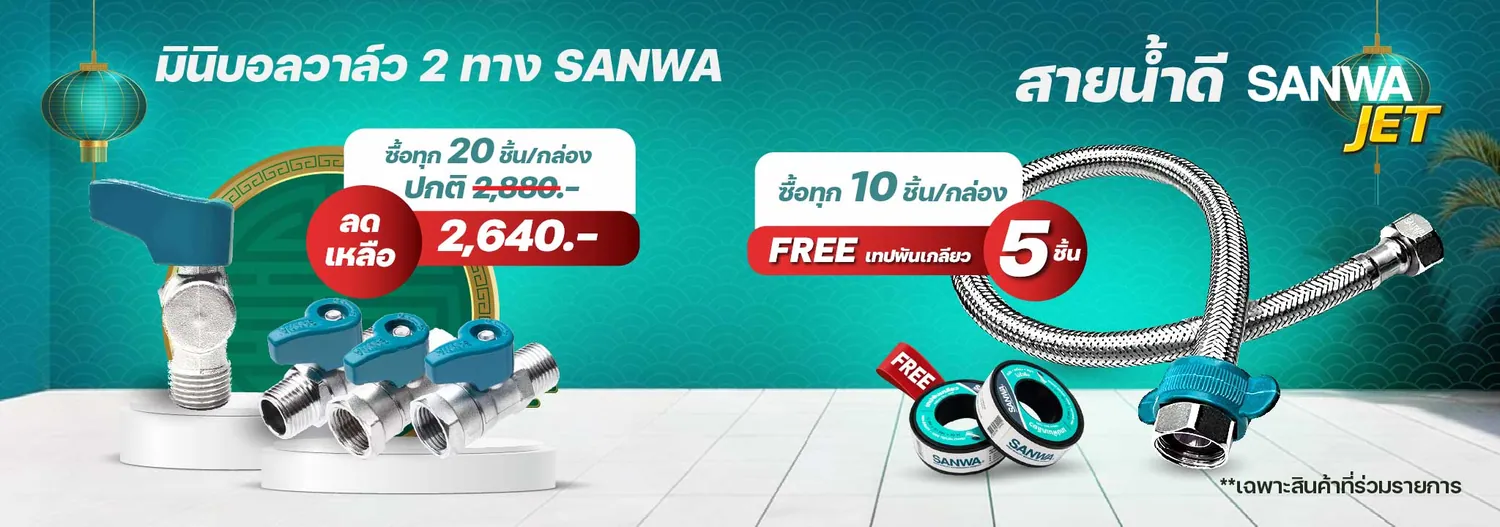 มินิบอลวาล์ว 2 ทาง SANWA
ซื้อทุก 20 ชิ้น/กล่อง
ปกติ 2,880.-
ลด
เหลือ
2,640.-
สายน้ำดี SANWA
JET
ซื้อทุก 10 ชิ้น/กล่อง
FREE เทปพันเกลียว
5 ชิ้น
FREE
SANWA
SANWA
SANWA
**เฉพาะสินค้าที่ร่วมรายการ